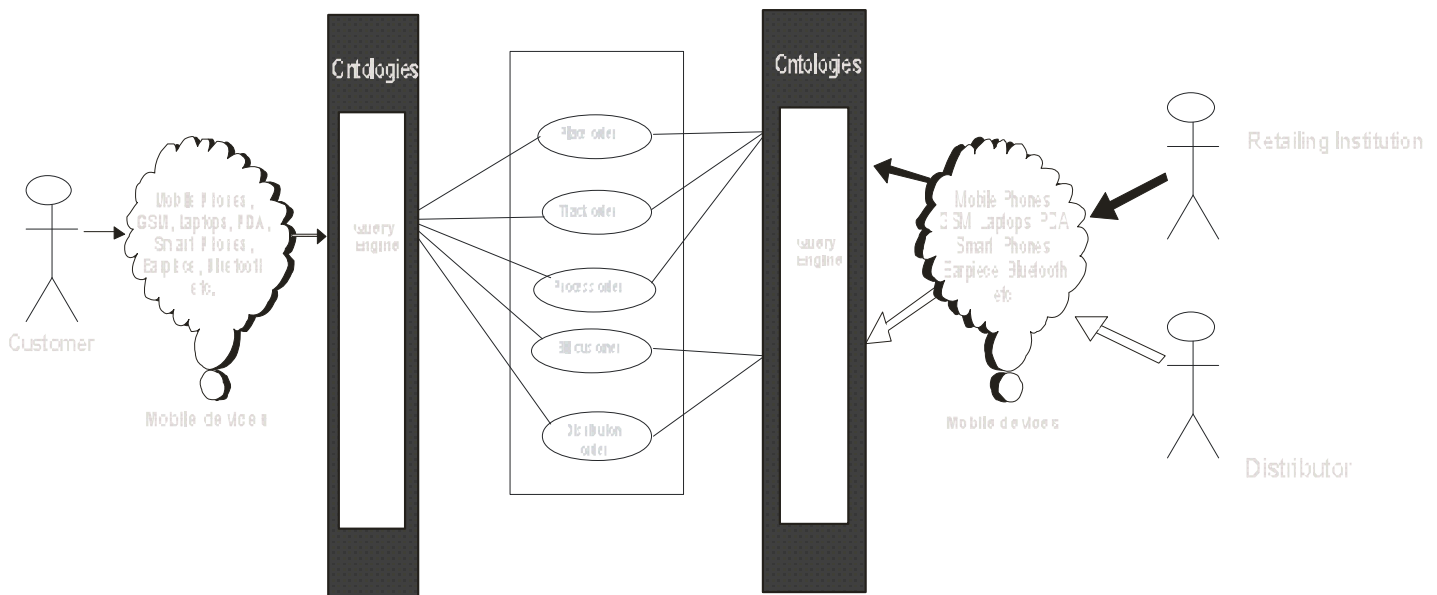 Ontologies
Ontologies
Place order
Retailing Institution
Mobile Phones,
GSM, Laptops, PDA,
Smart Phones,
Earpiece, Bluetooth
etc.
Track order
Mobile Phones
GSM Laptops PDA
Smart Phones
Earpiece Bluetooth
etc
Query
Engine
Query
Engine
Process order
Customer
Bill customer
Mobile devices
Mobile devices
Distribution
order
Distributor